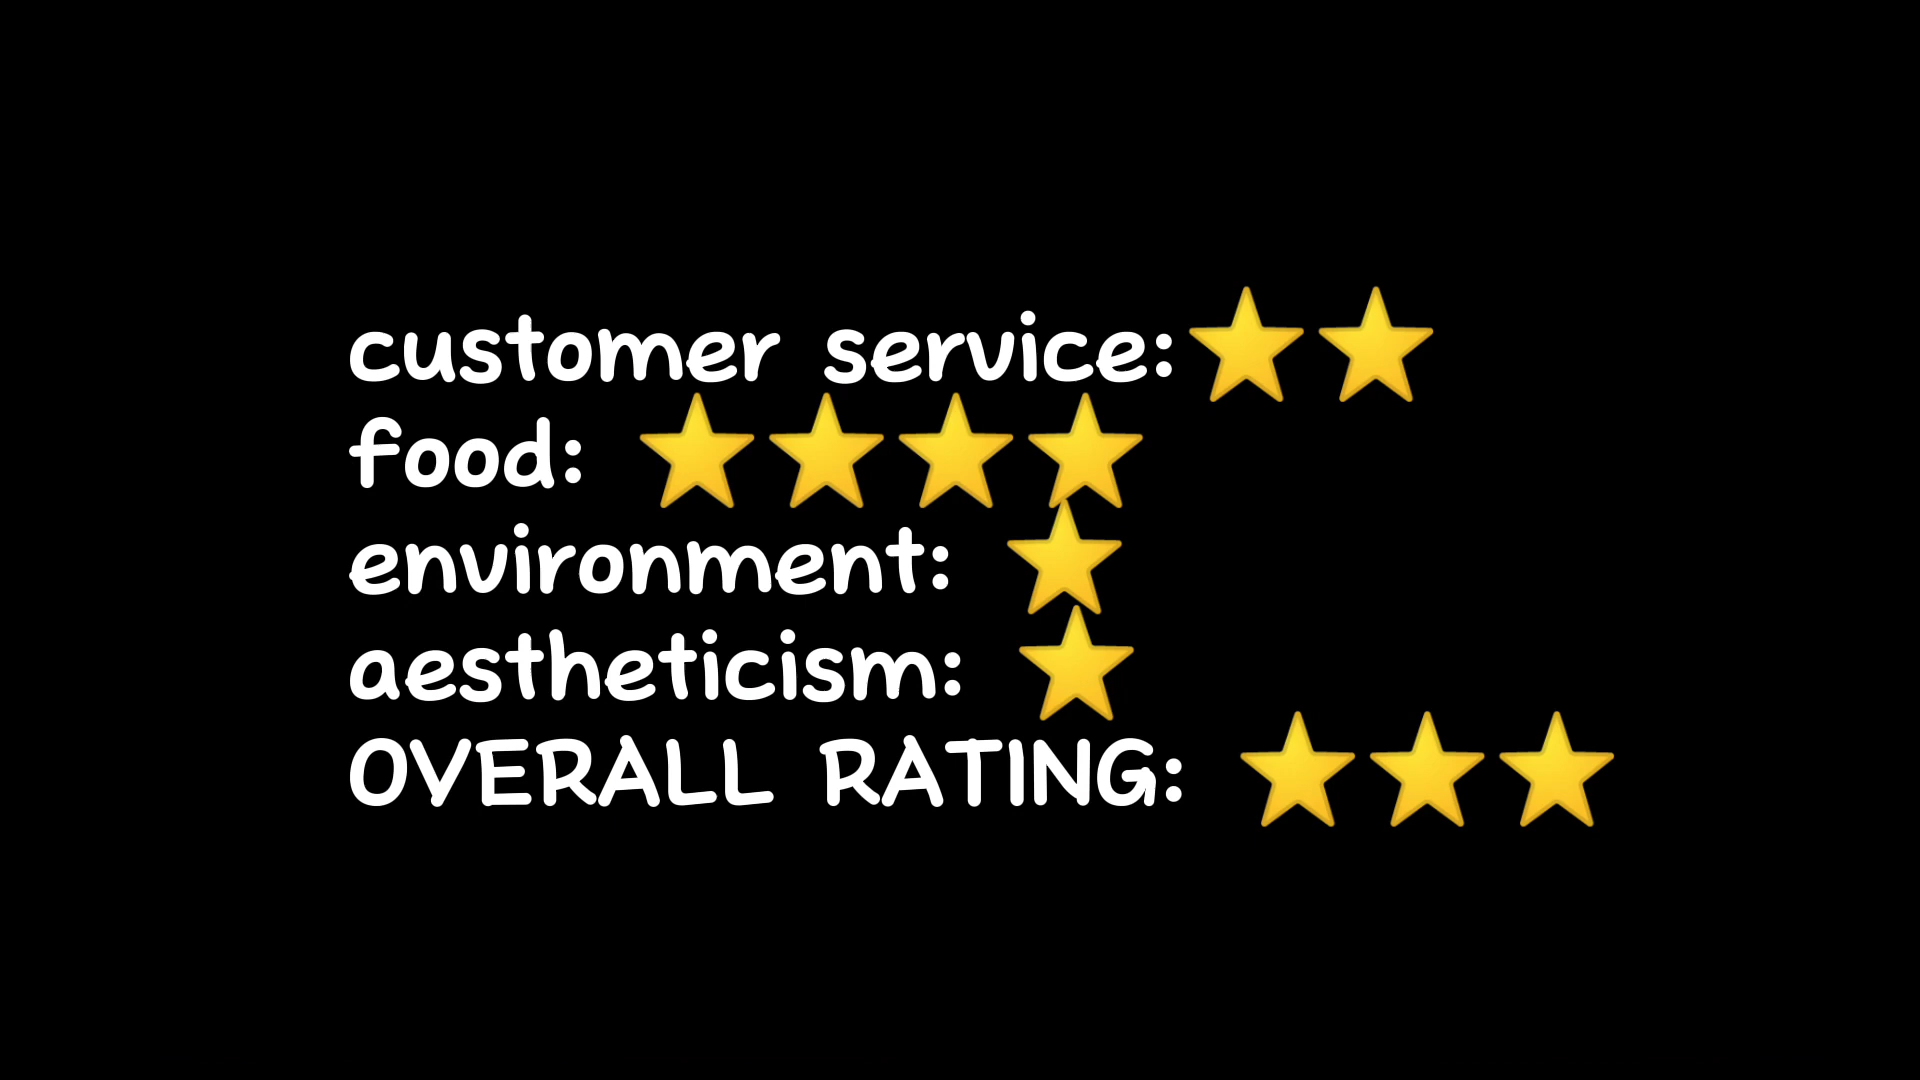 customer service:⭐⭐
food: ⭐⭐⭐⭐
environment: ⭐
aestheticism: ⭐
OVERALL RATING: ⭐⭐⭐